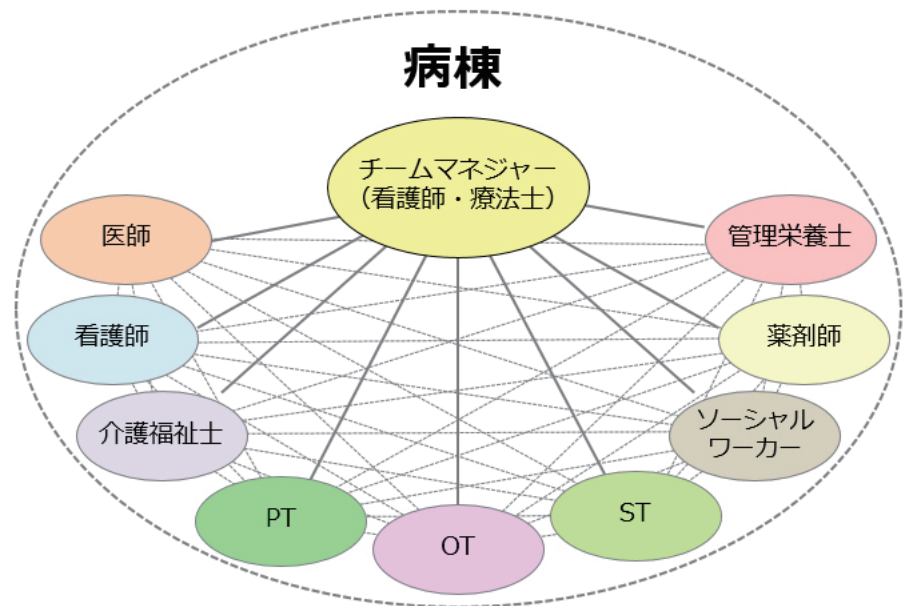 病棟
チームマネジャー
（看護師・療法士）
医師
管理栄養士
看護師
薬剤師
介護福祉士
ソーシャル
ワーカー
PT
ST
OT